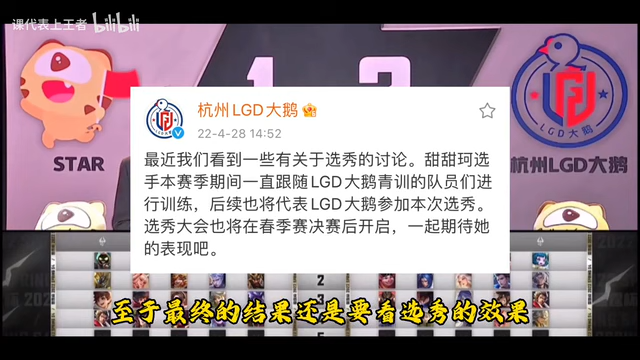 课代表上王者 bilibili
1 - 3
杭州LGD大鹅
22-4-28 14:52
最近我们看到一些有关于选秀的讨论。甜甜珂选
手本赛季期间一直跟随LGD大鹅青训的队员们进
行训练，后续也将代表LGD大鹅参加本次选秀。
选秀大会也将在春季赛决赛后开启，一起期待她
的表现吧。
STAR
LGD大鹅
杭州LGD大鹅
2
3
至于最终的结果还是要看选秀的效果